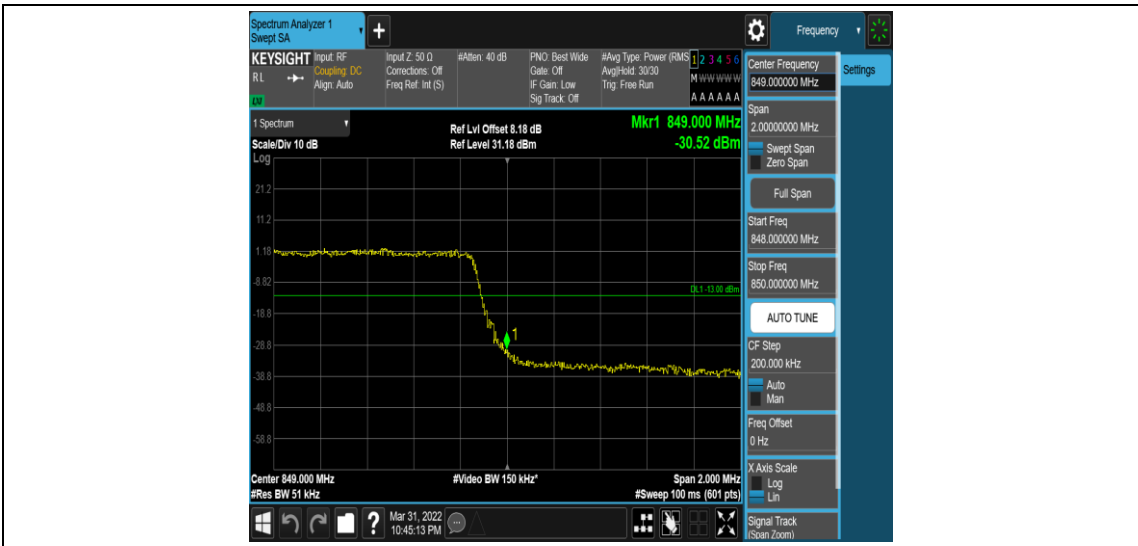 Spectrum Analyzer 1
Swept SA
+
Frequency
KEYSIGHT
RL
LXI
Input: RF
Coupling: DC
Align: Auto
Input Z: 50 Ω
Corrections: Off
Freq Ref: Int (S)
#Atten: 40 dB
PNO: Best Wide
Gate: Off
IF Gain: Low
Sig Track: Off
#Avg Type: Power (RMS
Avg|Hold: 30/30
Trig: Free Run
1 2 3 4 5 6
M W W W W W
A A A A A A
Center Frequency
849.000000 MHz
Settings
Span
2.00000000 MHz
Swept Span
Zero Span
Full Span
Start Freq
848.000000 MHz
Stop Freq
850.000000 MHz
AUTO TUNE
CF Step
200.000 kHz
Auto
Man
Freq Offset
0 Hz
X Axis Scale
Log
Lin
Signal Track
(Span Zoom)
1 Spectrum
Scale/Div 10 dB
Log
Ref Lvl Offset 8.18 dB
Ref Level 31.18 dBm
Mkr1 849.000 MHz
-30.52 dBm
21.2
11.2
1.18
-8.82
DL1 -13.00 dBm
-18.8
1
-28.8
-38.8
-48.8
-58.8
Center 849.000 MHz
#Video BW 150 kHz*
Span 2.000 MHz
#Res BW 51 kHz
#Sweep 100 ms (601 pts)
?
Mar 31, 2022
10:45:13 PM